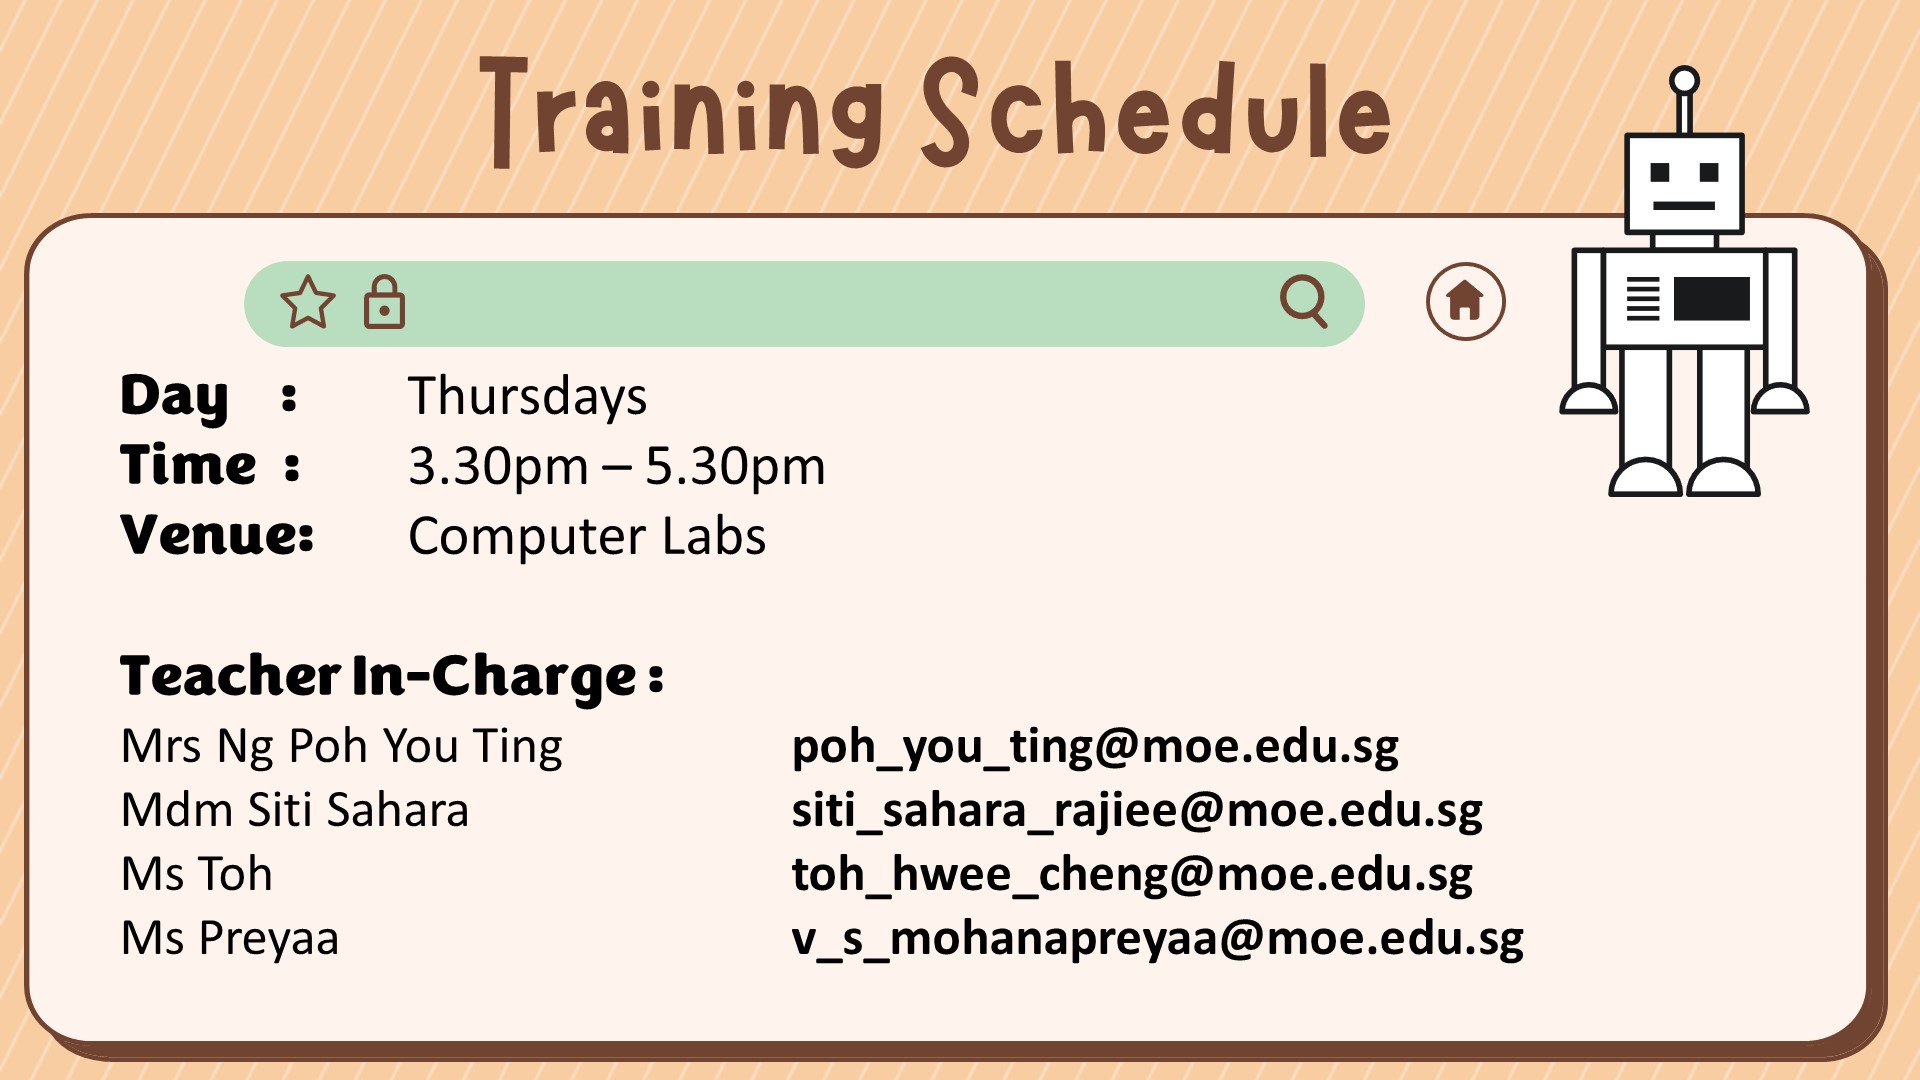 Training Schedule
Day : Thursdays
Time : 3.30pm – 5.30pm
Venue: Computer Labs
Teacher In-Charge :
Mrs Ng Poh You Ting poh_you_ting@moe.edu.sg
Mdm Siti Sahara siti_sahara_rajiee@moe.edu.sg
Ms Toh toh_hwee_cheng@moe.edu.sg
Ms Preyaa v_s_mohanapreyaa@moe.edu.sg